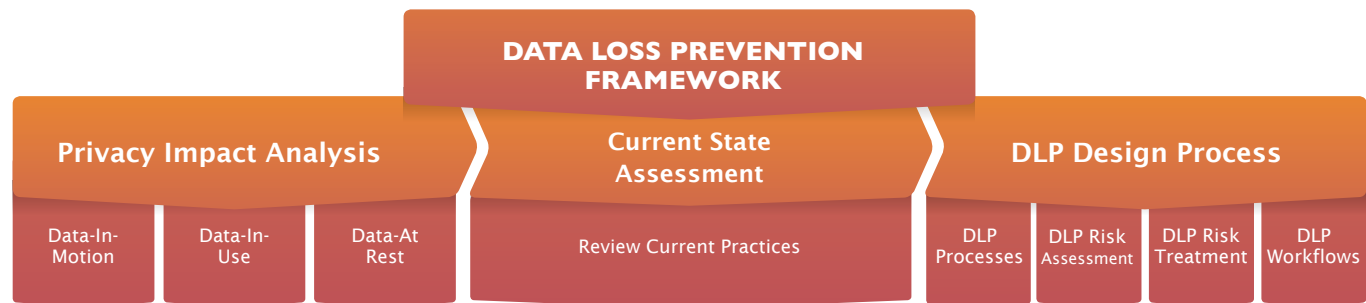 DATA LOSS PREVENTION
FRAMEWORK
Privacy Impact Analysis
Current State
Assessment
DLP Design Process
Data-In-
Motion
Data-In-
Use
Data-At
Rest
Review Current Practices
DLP
Processes
DLP Risk
Assessment
DLP Risk
Treatment
DLP
Workflows